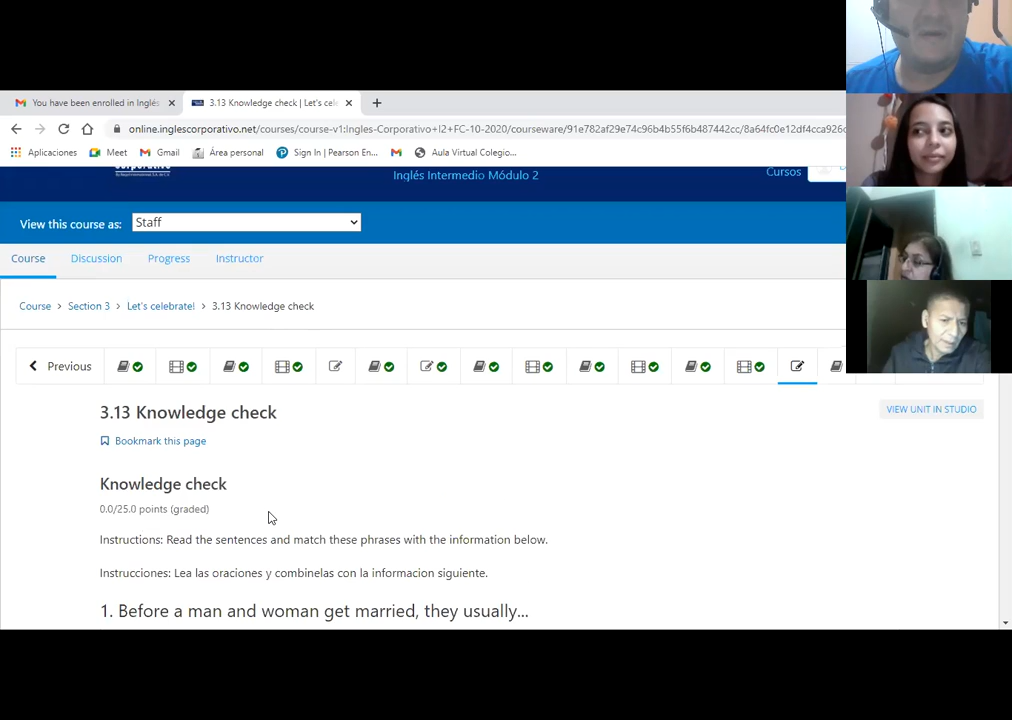 You have been enrolled in Inglés
3.13 Knowledge check | Let's cele
online.inglescorporativo.net/courses/course-v1:Ingles-Corporativo+I2+FC-10-2020/courseware/91e782af29e74c96b4b55f6b487442cc/8a64fc0e12df4cca926c
Aplicaciones Meet Gmail Área personal Sign In | Pearson En... Aula Virtual Colegio...
Inglés Intermedio Módulo 2
Cursos
View this course as: Staff
Course Discussion Progress Instructor
Course > Section 3 > Let's celebrate! > 3.13 Knowledge check
Previous
3.13 Knowledge check
VIEW UNIT IN STUDIO
Bookmark this page
Knowledge check
0.0/25.0 points (graded)
Instructions: Read the sentences and match these phrases with the information below.
Instrucciones: Lea las oraciones y combinelas con la informacion siguiente.
1. Before a man and woman get married, they usually...